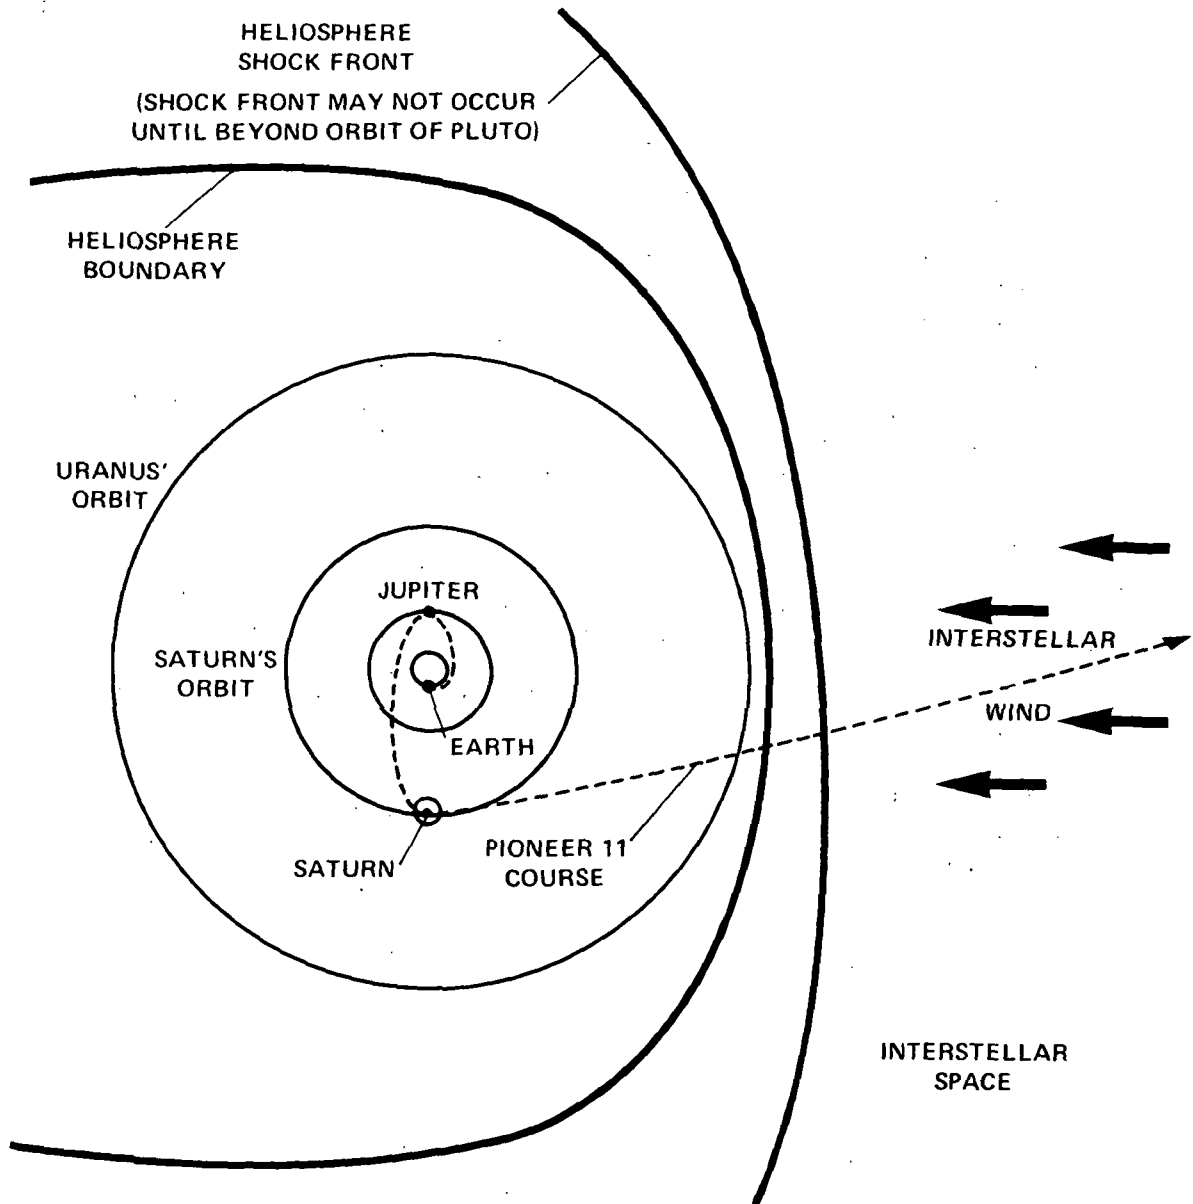 HELIOSPHERE
SHOCK FRONT
(SHOCK FRONT MAY NOT OCCUR
UNTIL BEYOND ORBIT OF PLUTO)
HELIOSPHERE
BOUNDARY
URANUS'
ORBIT
JUPITER
SATURN'S
ORBIT
EARTH
SATURN
PIONEER 11
COURSE
INTERSTELLAR
WIND
INTERSTELLAR
SPACE